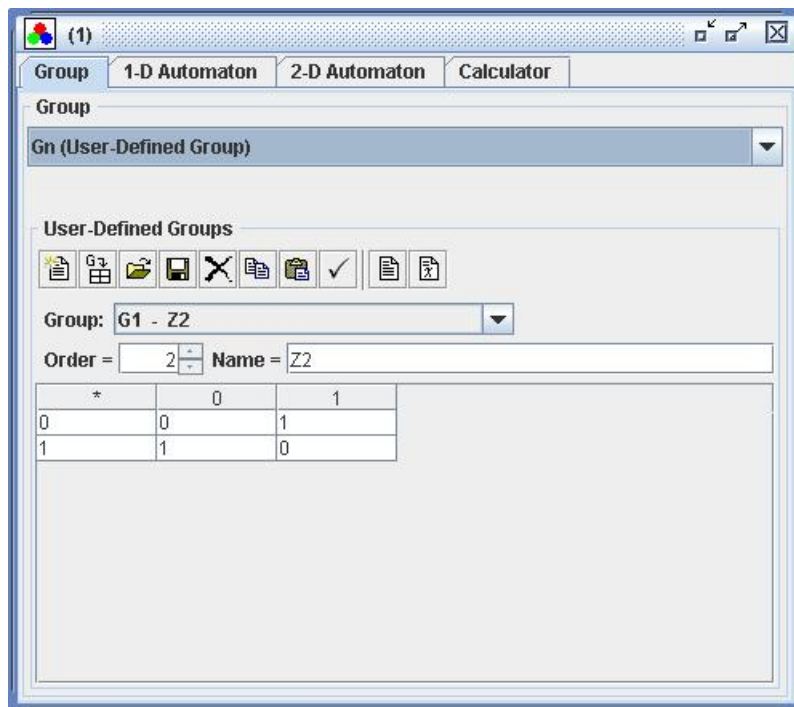 (1)
Group 1-D Automaton 2-D Automaton Calculator
Group
Gn (User-Defined Group)
User-Defined Groups
Group: G1 - Z2
Order = 2 Name = Z2
* 0 1
0 0 1
1 1 0